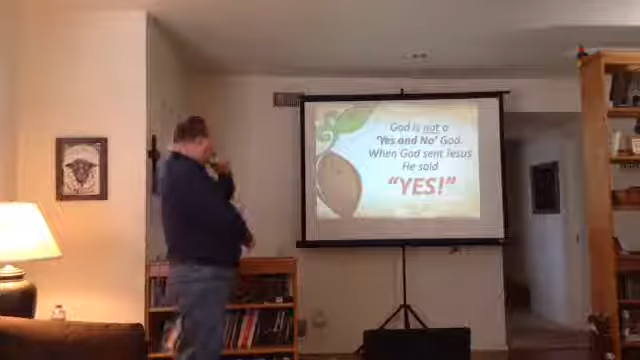 God is not a
'Yes and No' God.
When God sent Jesus
He said
"YES!"